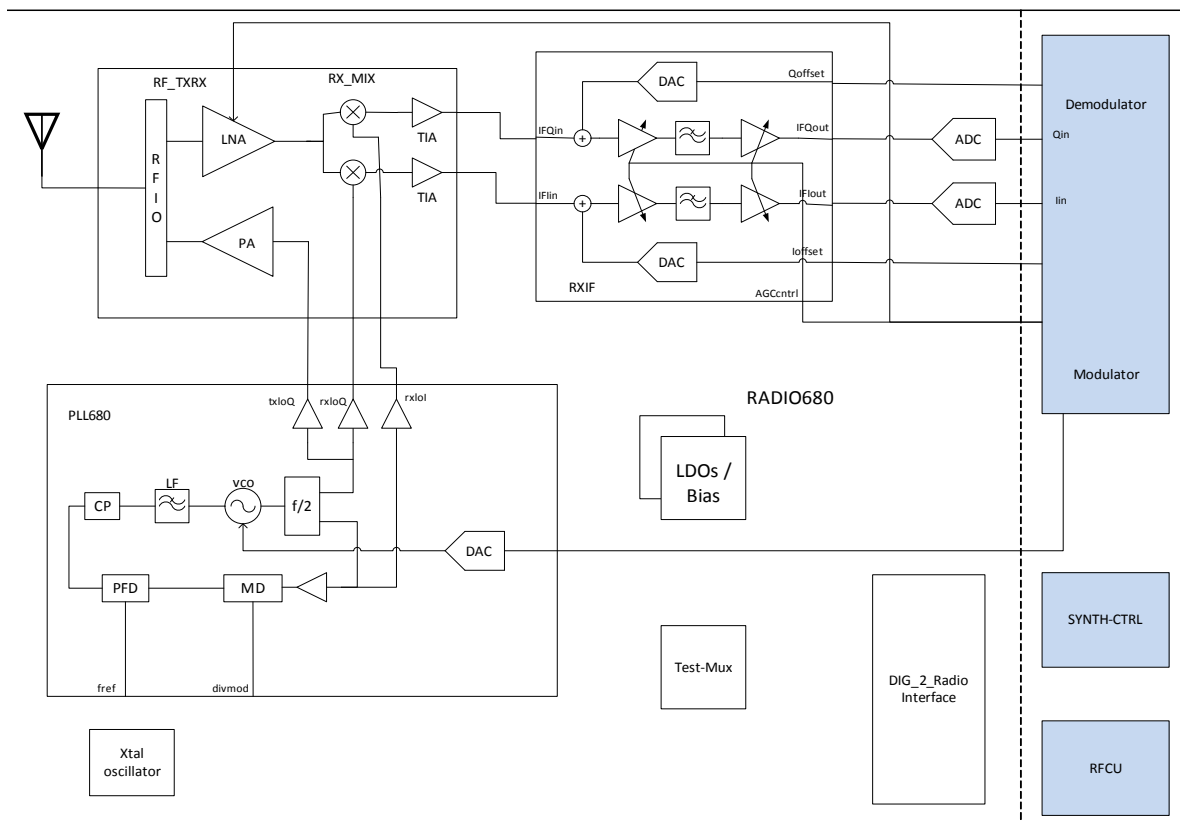 RF_TXRX
RX_MIX
RFIO
LNA
PA
TIA
TIA
DAC
Qoffset
IFQin
+
IFQout
ADC
IFIin
+
IFIout
ADC
DAC
Ioffset
RXIF
AGCcntrl
Demodulator
Qin
Iin
Modulator
PLL680
txloQ
rxloQ
rxloI
CP
LF
vco
f/2
DAC
PFD
MD
fref
divmod
RADIO680
LDOs /
Bias
Test-Mux
DIG_2_Radio
Interface
SYNTH-CTRL
RFCU
Xtal
oscillator